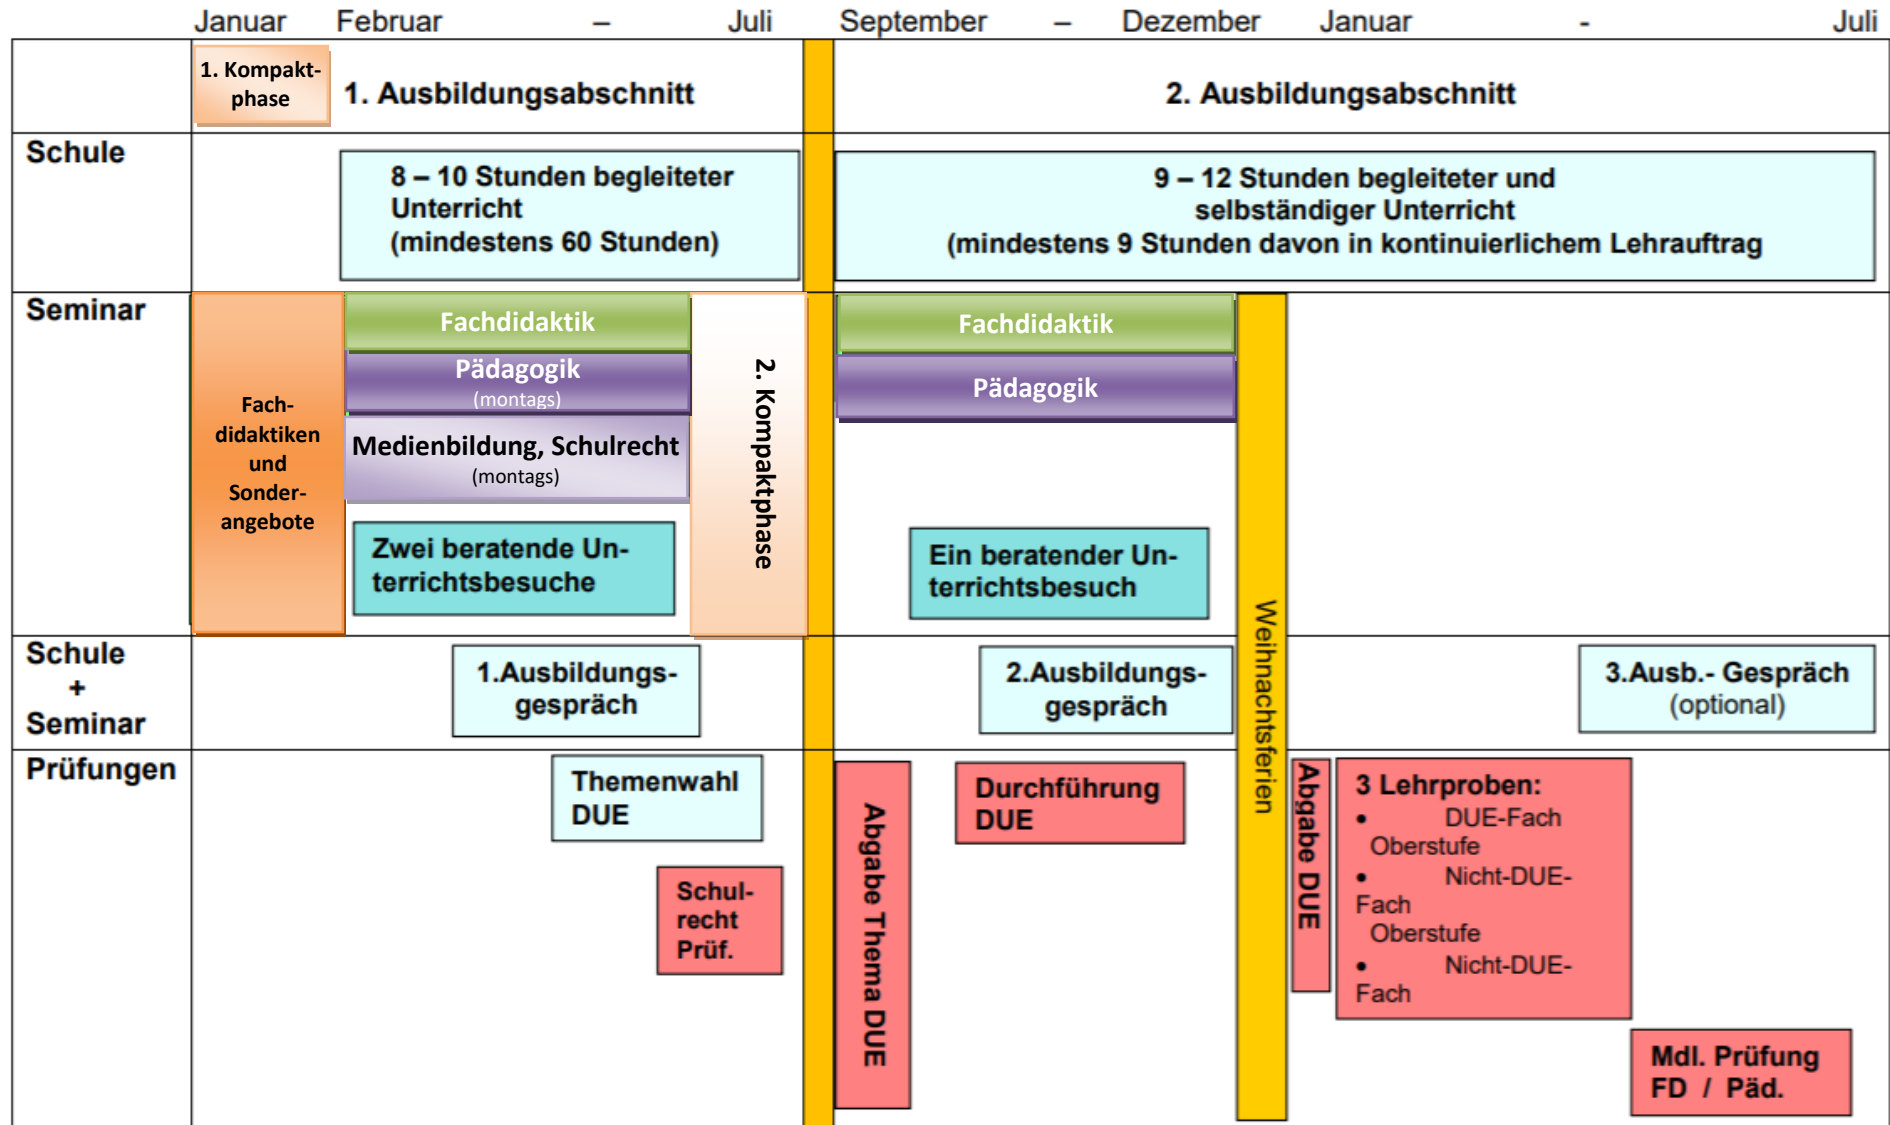 Januar Februar – Juli September – Dezember Januar - Juli
1. Kompakt-
phase
1. Ausbildungsabschnitt
2. Ausbildungsabschnitt
Schule
8 – 10 Stunden begleiteter
Unterricht
(mindestens 60 Stunden)
9 – 12 Stunden begleiteter und
selbständiger Unterricht
(mindestens 9 Stunden davon in kontinuierlichem Lehrauftrag
Seminar
Fach-
didaktiken
und
Sonder-
angebote
Fachdidaktik
Pädagogik
(montags)
Medienbildung, Schulrecht
(montags)
Zwei beratende Un-
terrichtsbesuche
2. Kompaktphase
Fachdidaktik
Pädagogik
Ein beratender Un-
terrichtsbesuch
Weihnachtsferien
Schule
+
Seminar
1.Ausbildungs-
gespräch
2.Ausbildungs-
gespräch
3.Ausb.- Gespräch
(optional)
Prüfungen
Themenwahl
DUE
Schul-
recht
Prüf.
Abgabe Thema DUE
Durchführung
DUE
Abgabe DUE
3 Lehrproben:
• DUE-Fach
Oberstufe
• Nicht-DUE-
Fach
Oberstufe
• Nicht-DUE-
Fach
Mdl. Prüfung
FD / Päd.